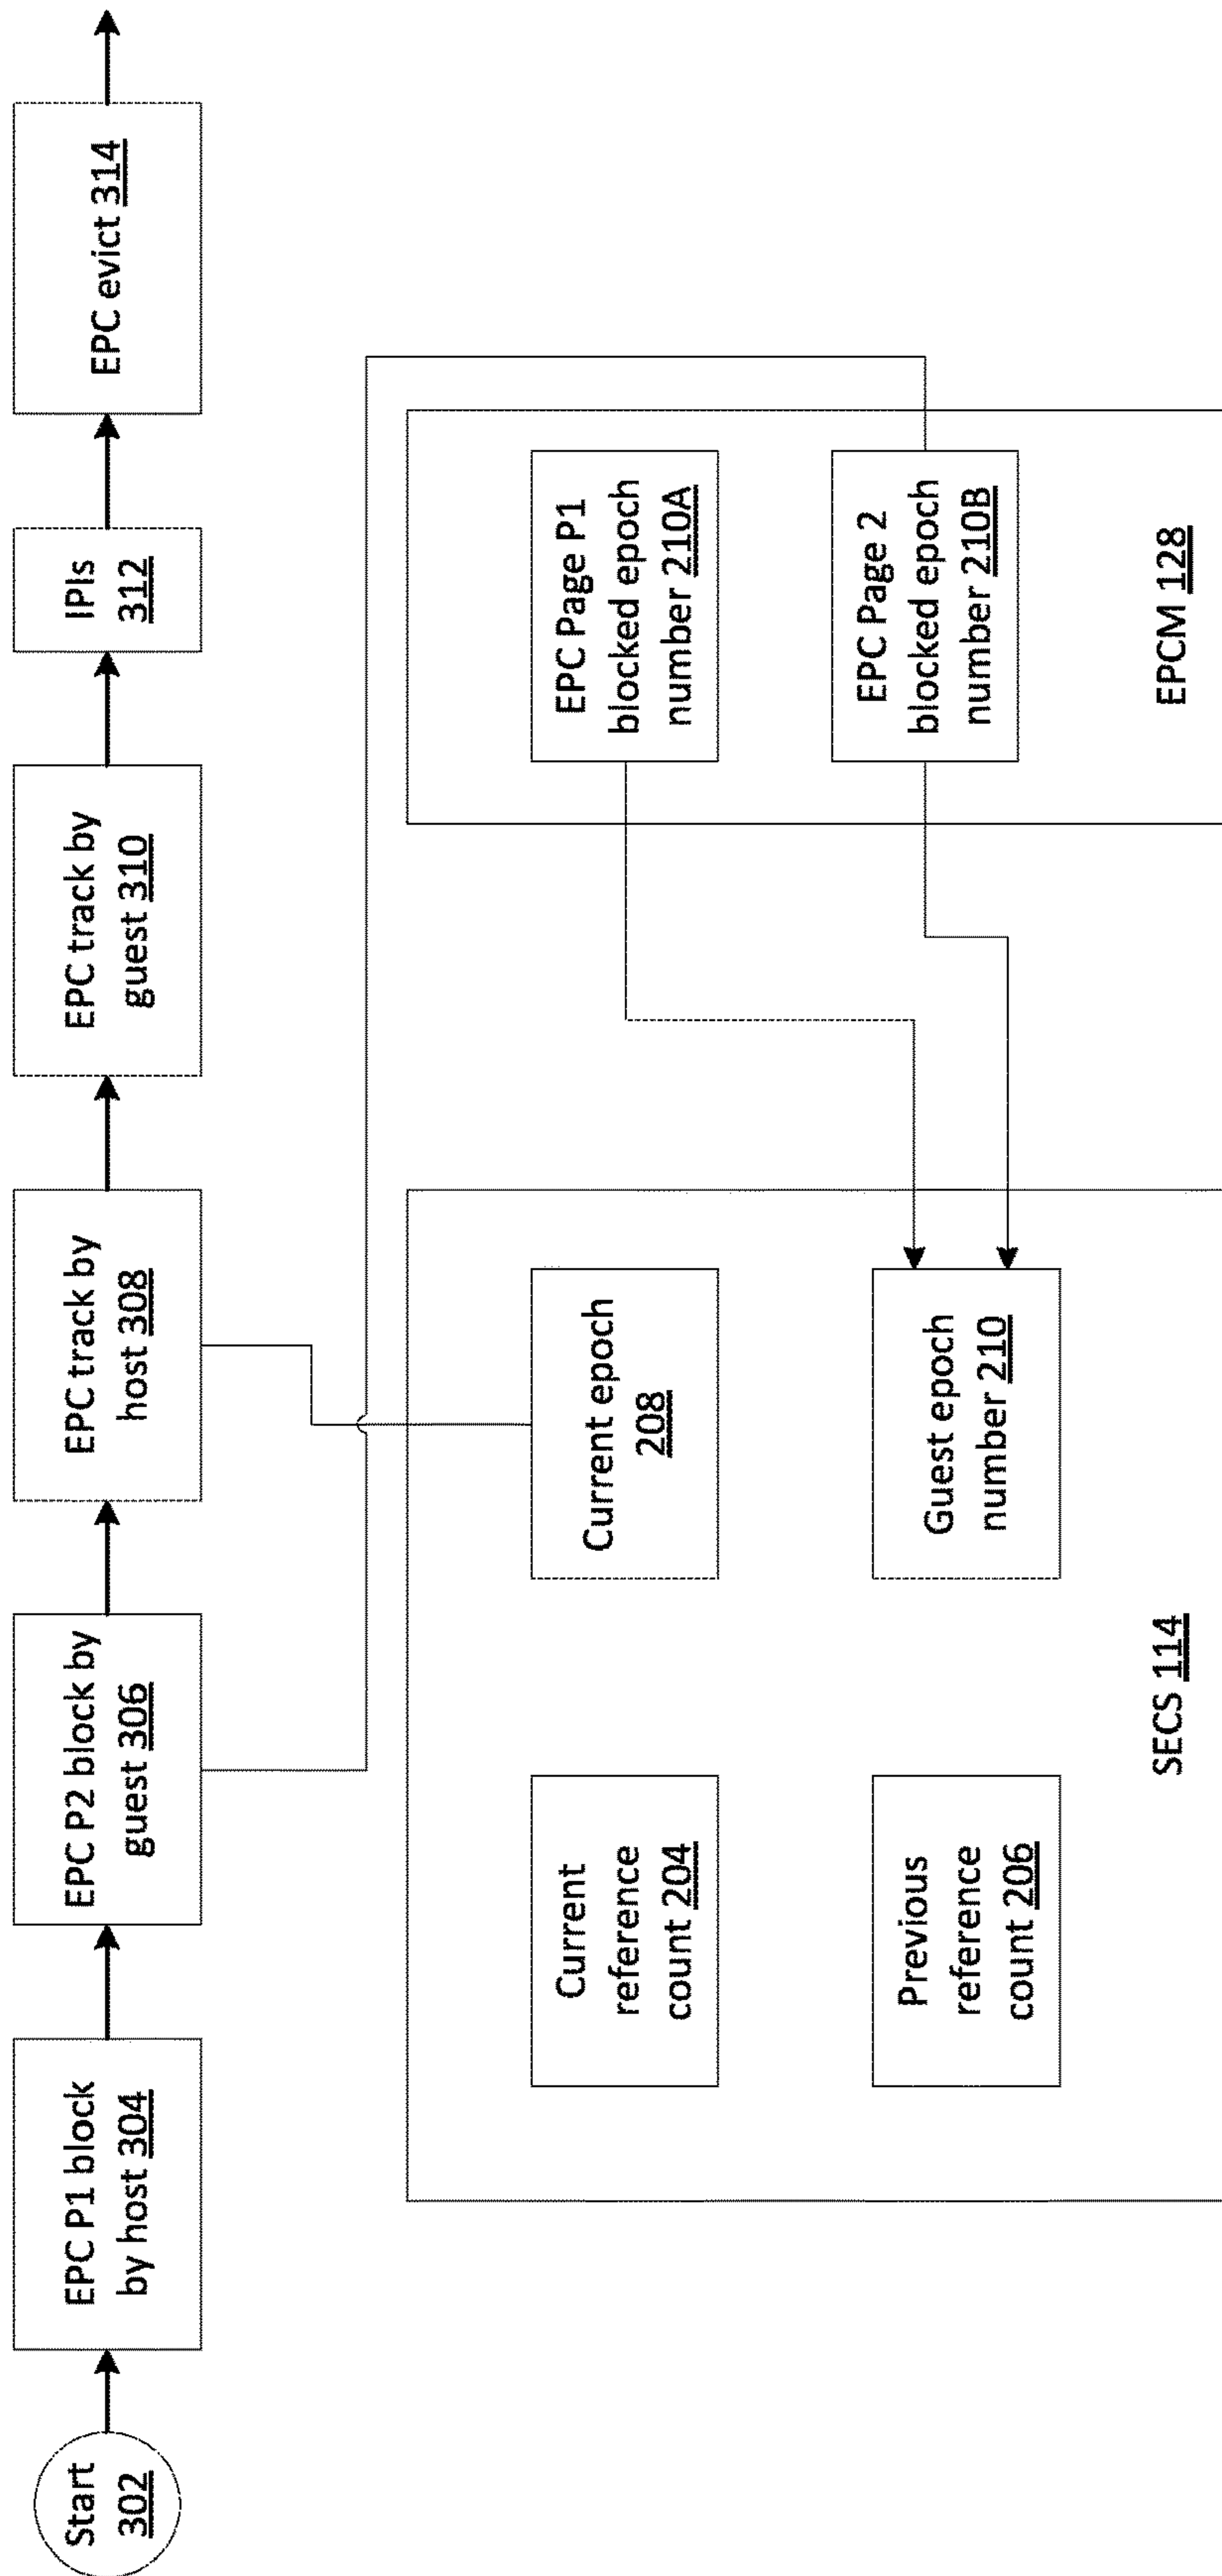 Start
302
EPC P1 block
by host 304
EPC P2 block by
guest 306
EPC track by
host 308
EPC track by
guest 310
IPIs
312
EPC evict 314
Current
reference
count 204
Current epoch
208
Previous
reference
count 206
Guest epoch
number 210
SECS 114
EPC Page P1
blocked epoch
number 210A
EPC Page 2
blocked epoch
number 210B
EPCM 128